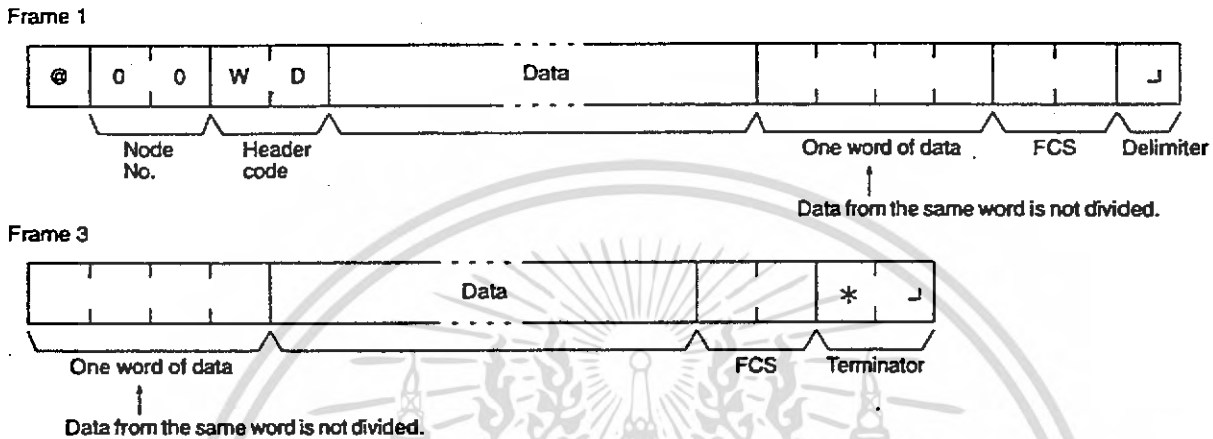 Frame 1
@ 0 0 W D Data ↵
Node No. Header code One word of data FCS Delimiter
Data from the same word is not divided.
Frame 3
Data * ↵
One word of data FCS Terminator
Data from the same word is not divided.